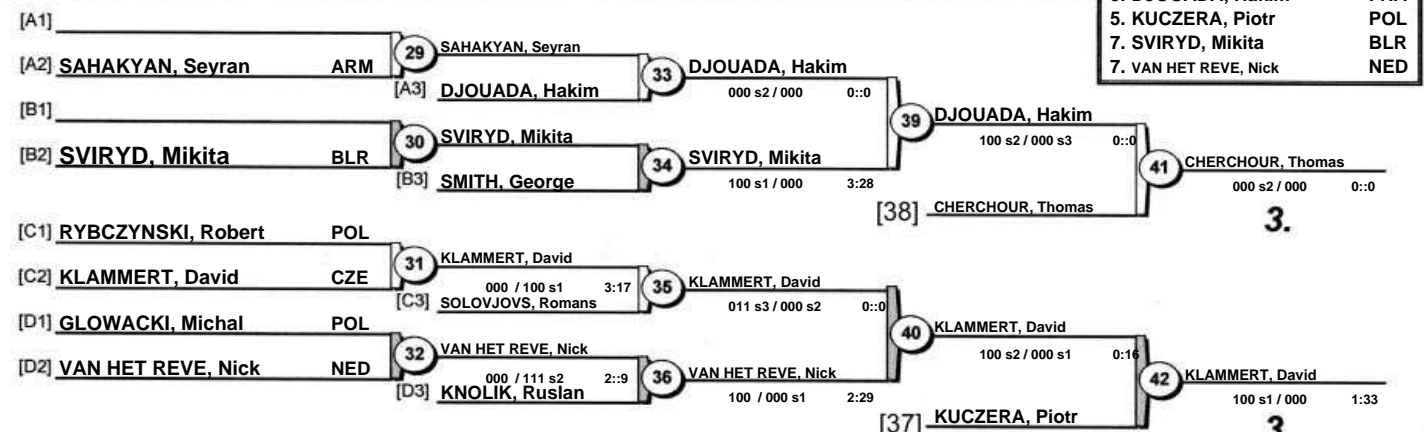 5. KUCZERA, Piotr POL
7. SVIRYD, Mikita BLR
7. VAN HET REVE, Nick NED
[A1]
29 SAHAKYAN, Seyran
[A2] SAHAKYAN, Seyran ARM
33 DJOUADA, Hakim
[A3] DJOUADA, Hakim
000 s2 / 000 0::0
[B1]
39 DJOUADA, Hakim
30 SVIRYD, Mikita
100 s2 / 000 s3 0::0
[B2] SVIRYD, Mikita BLR
34 SVIRYD, Mikita
41 CHERCHOUR, Thomas
[B3] SMITH, George
100 s1 / 000 3:28
000 s2 / 000 0::0
[38] CHERCHOUR, Thomas
3.
[C1] RYBCZYNSKI, Robert POL
31 KLAMMERT, David
[C2] KLAMMERT, David CZE
000 / 100 s1 3:17
35 KLAMMERT, David
[C3] SOLOVJOVS, Romans
011 s3 / 000 s2 0::0
[D1] GLOWACKI, Michal POL
40 KLAMMERT, David
32 VAN HET REVE, Nick
100 s2 / 000 s1 0:16
[D2] VAN HET REVE, Nick NED
000 / 111 s2 2::9
36 VAN HET REVE, Nick
42 KLAMMERT, David
[D3] KNOLIK, Ruslan
100 / 000 s1 2:29
100 s1 / 000 1:33
[37] KUCZERA, Piotr
3.